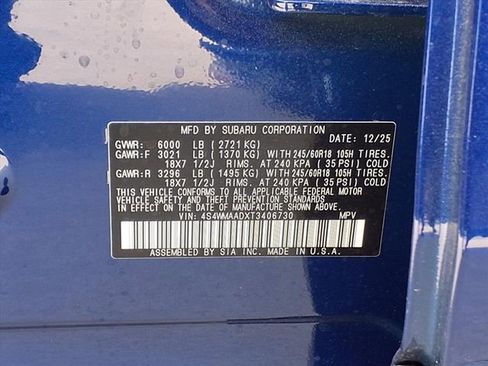 MFD BY SUBARU CORPORATION DATE: 12/25
GVWR: 6000 LB (2721 KG)
GAWR:F 3021 LB (1370 KG) WITH 245/60R18 105H TIRES.
18X7 1/2J RIMS. AT 240 KPA (35 PSI) COLD
GAWR:R 3296 LB (1495 KG) WITH 245/60R18 105H TIRES.
18X7 1/2J RIMS. AT 240 KPA (35 PSI) COLD
THIS VEHICLE CONFORMS TO ALL APPLICABLE FEDERAL MOTOR
VEHICLE SAFETY AND THEFT PREVENTION STANDARDS
IN EFFECT ON THE DATE OF MANUFACTURE SHOWN ABOVE.
VIN: 4S4WMAADXT3406730 MPV
ASSEMBLED BY SIA INC. MADE IN U.S.A.